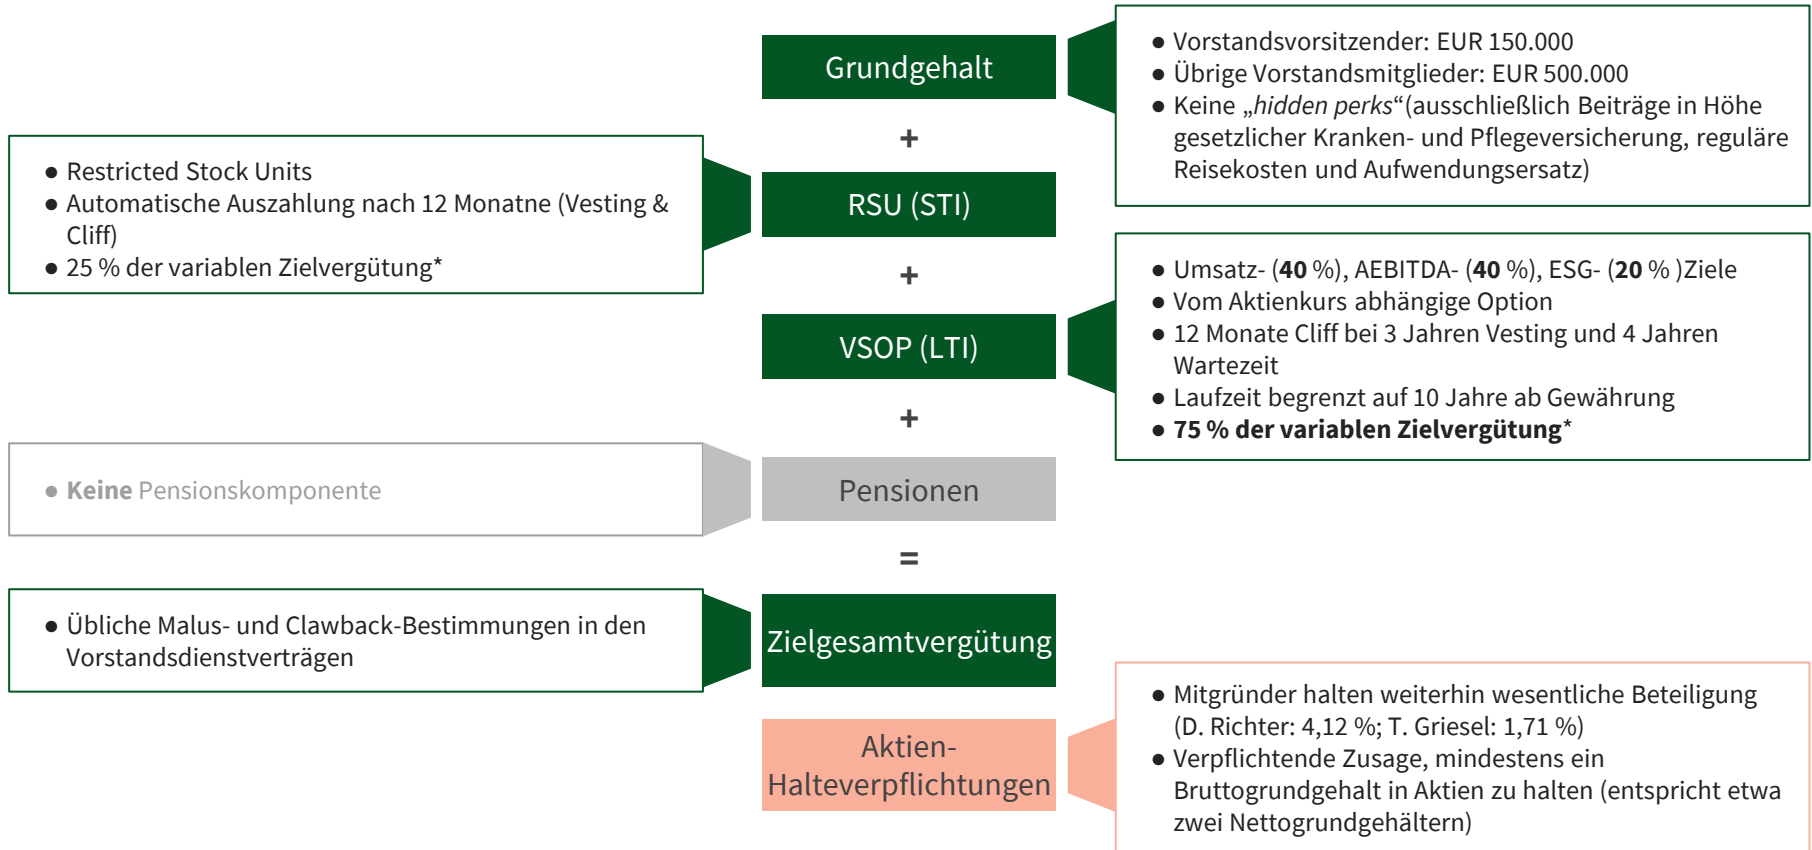 Grundgehalt
● Vorstandsvorsitzender: EUR 150.000
● Übrige Vorstandsmitglieder: EUR 500.000
● Keine „hidden perks“(ausschließlich Beiträge in Höhe
gesetzlicher Kranken- und Pflegeversicherung, reguläre
Reisekosten und Aufwendungsersatz)
+
● Restricted Stock Units
● Automatische Auszahlung nach 12 Monatne (Vesting &
Cliff)
● 25 % der variablen Zielvergütung*
RSU (STI)
+
VSOP (LTI)
● Umsatz- (40 %), AEBITDA- (40 %), ESG- (20 % )Ziele
● Vom Aktienkurs abhängige Option
● 12 Monate Cliff bei 3 Jahren Vesting und 4 Jahren
Wartezeit
● Laufzeit begrenzt auf 10 Jahre ab Gewährung
● 75 % der variablen Zielvergütung*
+
● Keine Pensionskomponente
Pensionen
=
● Übliche Malus- und Clawback-Bestimmungen in den
Vorstandsdienstverträgen
Zielgesamtvergütung
Aktien-
Halteverpflichtungen
● Mitgründer halten weiterhin wesentliche Beteiligung
(D. Richter: 4,12 %; T. Griesel: 1,71 %)
● Verpflichtende Zusage, mindestens ein
Bruttogrundgehalt in Aktien zu halten (entspricht etwa
zwei Nettogrundgehältern)